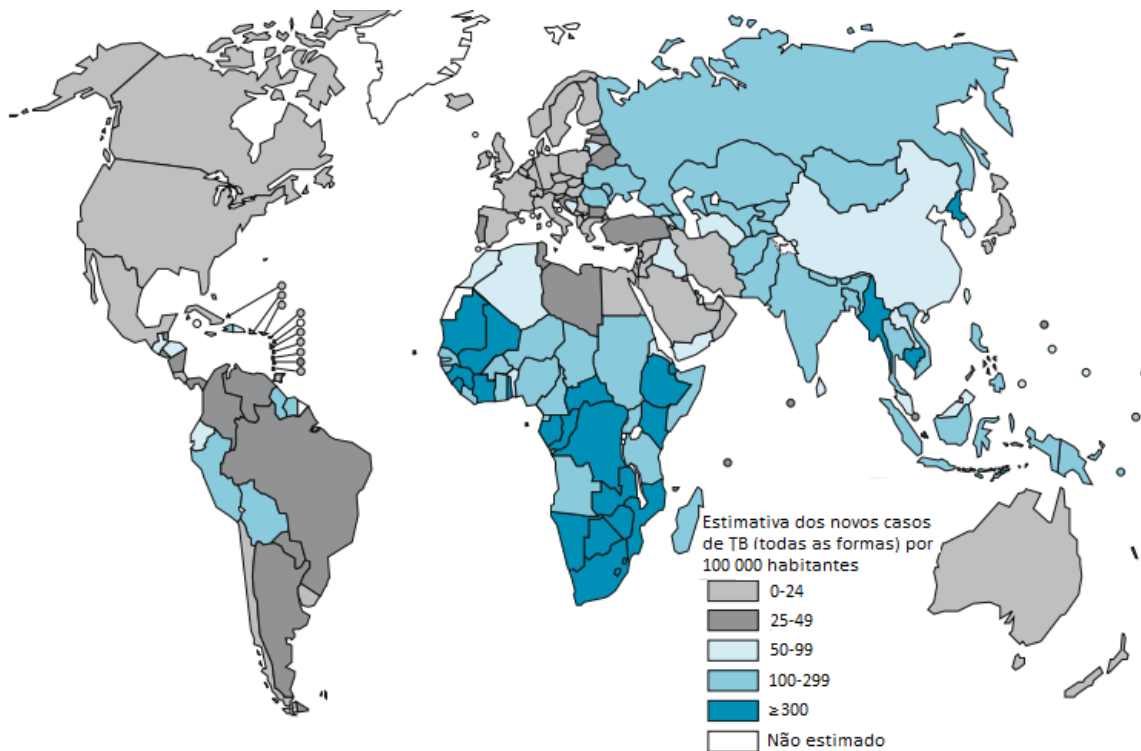 Estimativa dos novos casos
de TB (todas as formas) por
100 000 habitantes
0-24
25-49
50-99
100-299
≥300
Não estimado